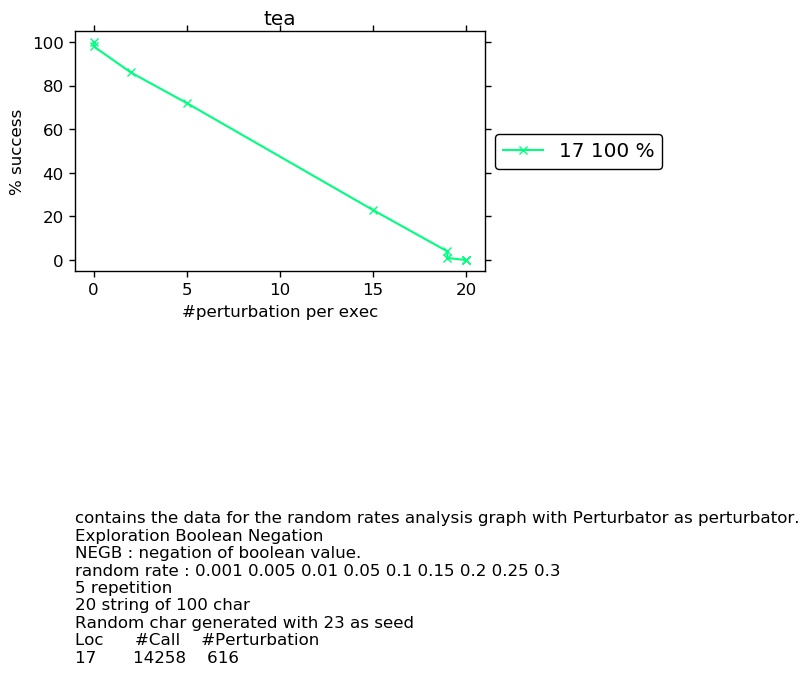 tea
100
80
60
40
20
0
% success
0 5 10 15 20
#perturbation per exec
17 100 %
contains the data for the random rates analysis graph with Perturbator as perturbator.
Exploration Boolean Negation
NEGB : negation of boolean value.
random rate : 0.001 0.005 0.01 0.05 0.1 0.15 0.2 0.25 0.3
5 repetition
20 string of 100 char
Random char generated with 23 as seed
Loc #Call #Perturbation
17 14258 616